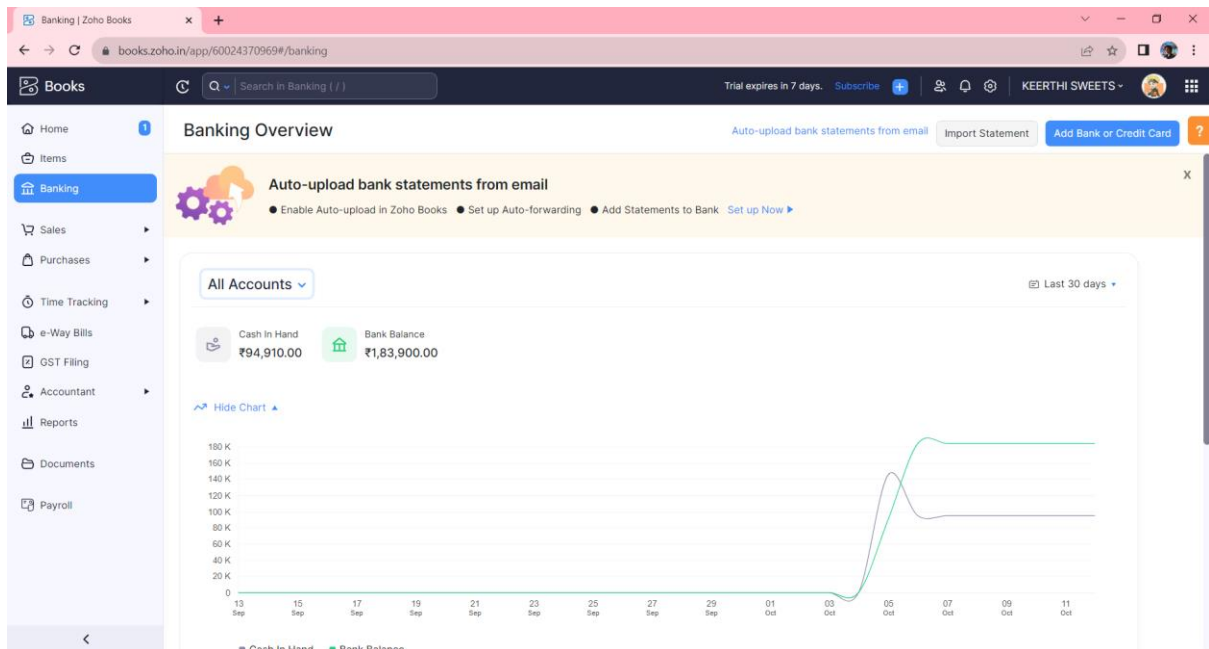 Banking | Zoho Books
books.zoho.in/app/60024370969#/banking
Books
Search in Banking ( / )
Trial expires in 7 days. Subscribe
KEERTHI SWEETS
Home 1
Items
Banking
Sales
Purchases
Time Tracking
e-Way Bills
GST Filing
Accountant
Reports
Documents
Payroll
Banking Overview
Auto-upload bank statements from email
Import Statement
Add Bank or Credit Card
?
Auto-upload bank statements from email
● Enable Auto-upload in Zoho Books ● Set up Auto-forwarding ● Add Statements to Bank Set up Now
X
All Accounts
Last 30 days
Cash In Hand
₹94,910.00
Bank Balance
₹1,83,900.00
Hide Chart
180 K
160 K
140 K
120 K
100 K
80 K
60 K
40 K
20 K
0
13 15 17 19 21 23 25 27 29 01 03 05 07 09 11
Sep Sep Sep Sep Sep Sep Sep Sep Sep Oct Oct Oct Oct Oct Oct
Cash In Hand Bank Balance